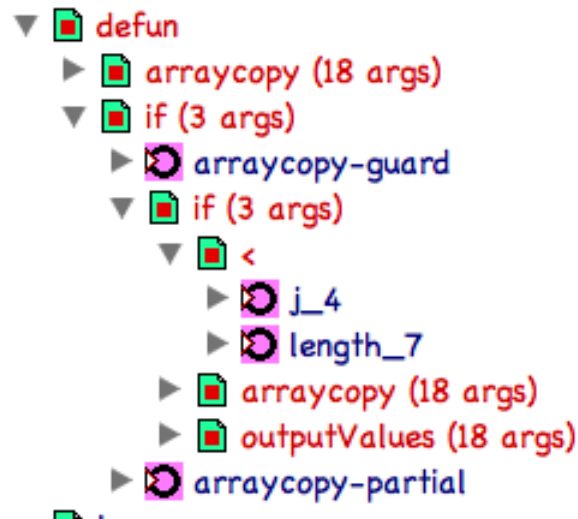 defun
arraycopy (18 args)
if (3 args)
arraycopy-guard
if (3 args)
<
j_4
length_7
arraycopy (18 args)
outputValues (18 args)
arraycopy-partial